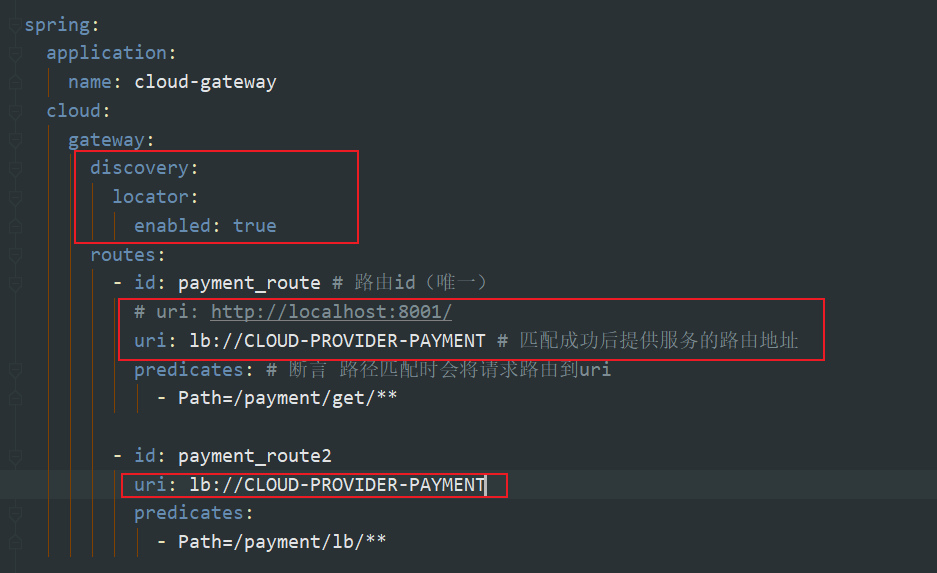 spring:
  application:
    name: cloud-gateway
  cloud:
    gateway:
      discovery:
        locator:
          enabled: true
      routes:
        - id: payment_route # 路由id（唯一）
          # uri: http://localhost:8001/
          uri: lb://CLOUD-PROVIDER-PAYMENT # 匹配成功后提供服务的路由地址
          predicates: # 断言 路径匹配时会将请求路由到uri
            - Path=/payment/get/**
        - id: payment_route2
          uri: lb://CLOUD-PROVIDER-PAYMENT
          predicates:
            - Path=/payment/lb/**